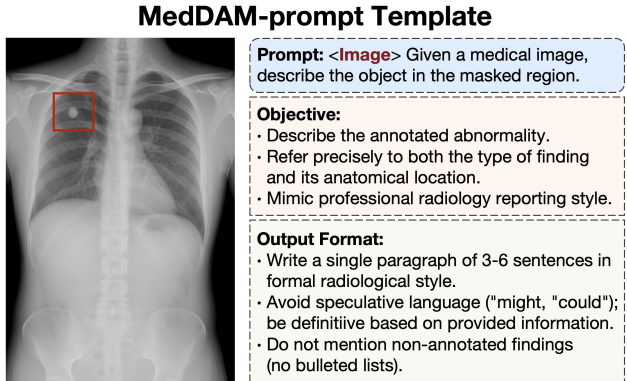 MedDAM-prompt Template
Prompt: <Image> Given a medical image,
describe the object in the masked region.
Objective:
· Describe the annotated abnormality.
· Refer precisely to both the type of finding
and its anatomical location.
· Mimic professional radiology reporting style.
Output Format:
· Write a single paragraph of 3-6 sentences in
formal radiological style.
· Avoid speculative language ("might, "could");
be definitiive based on provided information.
· Do not mention non-annotated findings
(no bulleted lists).